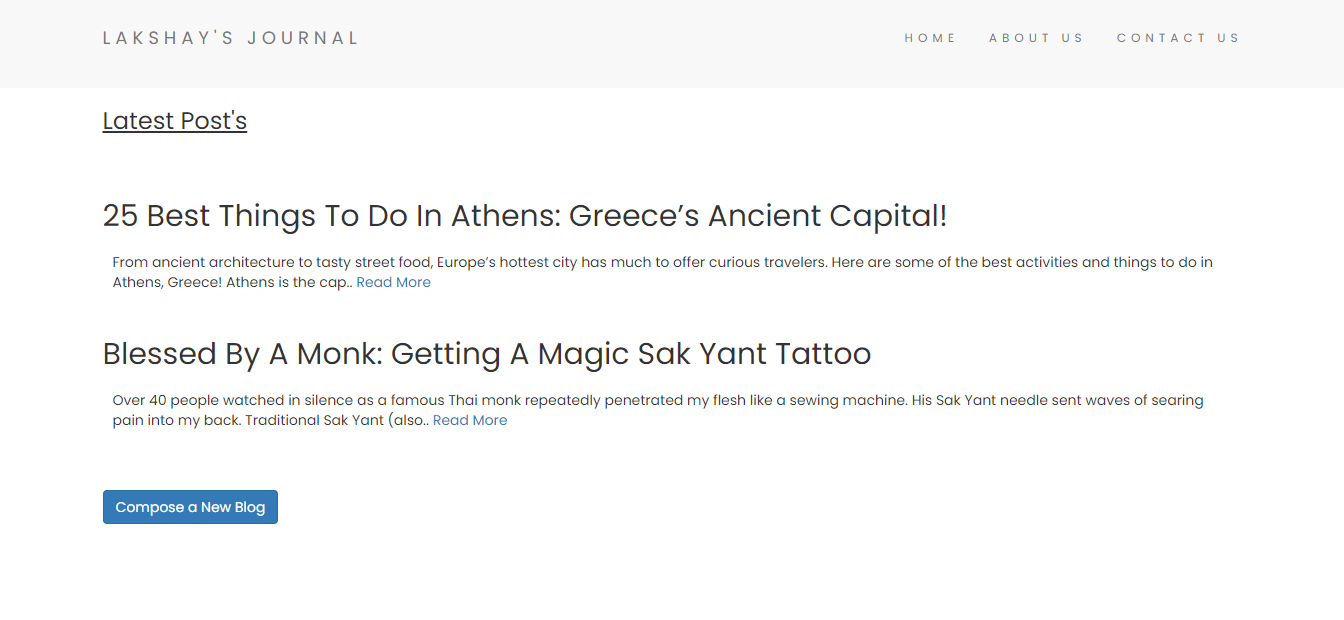 LAKSHAY'S JOURNAL
HOME ABOUT US CONTACT US
Latest Post's
25 Best Things To Do In Athens: Greece’s Ancient Capital!
From ancient architecture to tasty street food, Europe’s hottest city has much to offer curious travelers. Here are some of the best activities and things to do in
Athens, Greece! Athens is the cap.. Read More
Blessed By A Monk: Getting A Magic Sak Yant Tattoo
Over 40 people watched in silence as a famous Thai monk repeatedly penetrated my flesh like a sewing machine. His Sak Yant needle sent waves of searing
pain into my back. Traditional Sak Yant (also.. Read More
Compose a New Blog